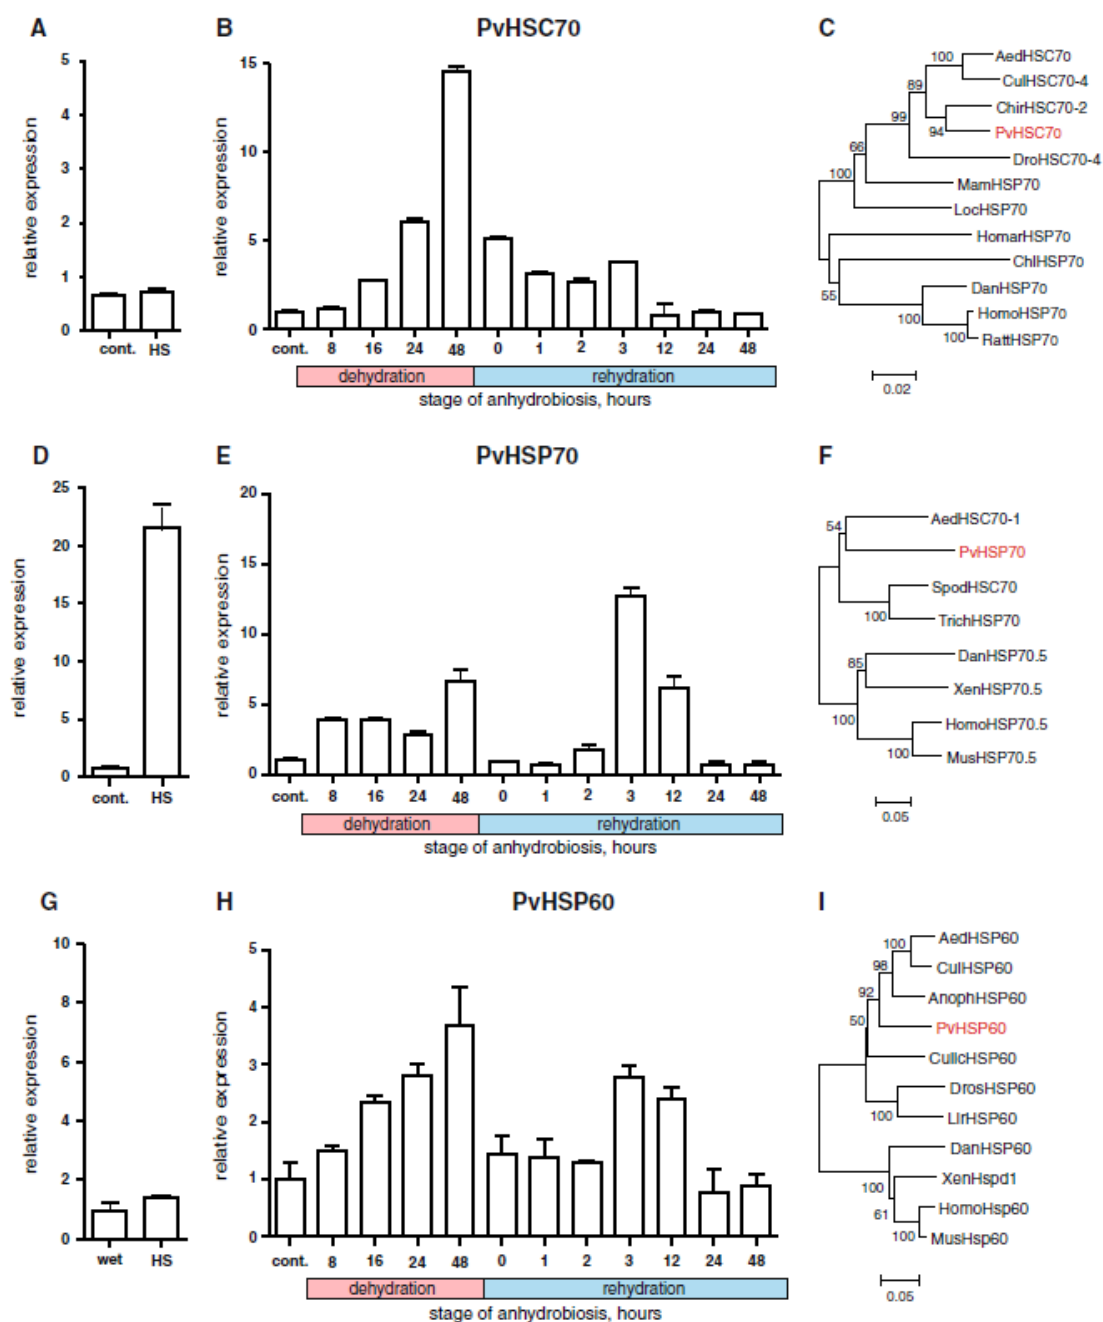 A
5
4
3
2
1
0
relative expression
cont. HS
B
PvHSC70
15
10
5
0
relative expression
cont. 8 16 24 48 0 1 2 3 12 24 48
dehydration rehydration
stage of anhydrobiosis, hours
C
100 AedHSC7o
CulHSC70-4
89
ChirHSC70-2
94 PvHSC7o
99
DroHSC70-4
66
MamHSP70
100
LocHSP70
HomarHSP7o
ChlHSP7o
55
DanHSP7o
100
HomoHSP70
100 RattHSP7o
0.02
D
25
20
15
10
5
0
relative expression
cont. HS
E
PvHSP70
20
15
10
5
0
relative expression
cont. 8 16 24 48 0 1 2 3 12 24 48
dehydration rehydration
stage of anhydrobiosis, hours
F
54 AedHSC70-1
PvHSP70
SpodHSC70
100 TrichHSP70
85 DanHSP70.5
XenHSP70.5
100
HomoHSP70.5
100 MusHSP70.5
0.05
G
10
8
6
4
2
0
relative expression
wet HS
H
PvHSP60
5
4
3
2
1
0
relative expression
cont. 8 16 24 48 0 1 2 3 12 24 48
dehydration rehydration
stage of anhydrobiosis, hours
I
100 AedHSP60
98 CulHSP60
92 AnophHSP60
50 PvHSP60
CulicHSP60
DrosHSP60
100 LirHSP60
DanHSP60
100 XenHspd1
61 HomoHsp60
100 MusHsp60
0.05